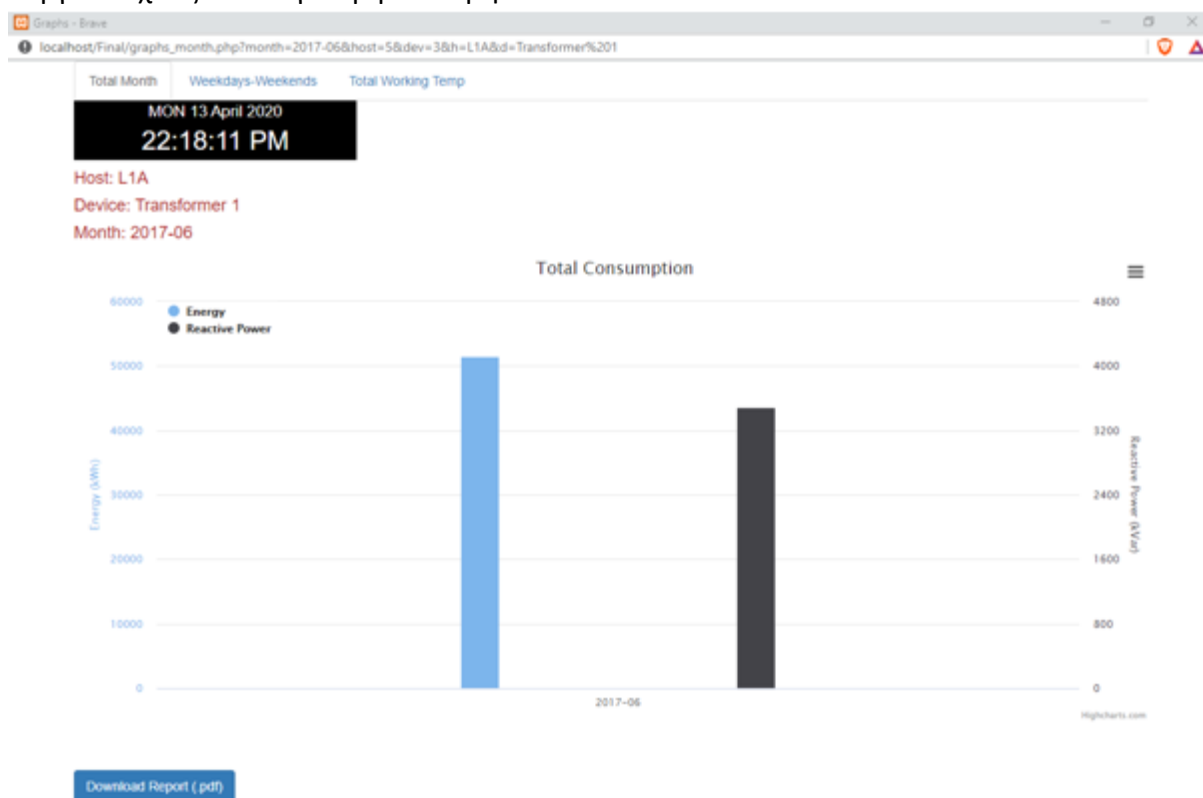 Graphs - Brave
localhost/Final/graphs_month.php?month=2017-06&host=5&dev=3&h=L1A&d=Transformer%201
Total Month Weekdays-Weekends Total Working Temp
MON 13 April 2020
22:18:11 PM
Host: L1A
Device: Transformer 1
Month: 2017-06
Total Consumption
60000 4800
Energy
Reactive Power
50000 4000
40000 3200
Energy (kWh)
Reactive Power (kVar)
30000 2400
20000 1600
10000 800
0 0
2017-06
Highcharts.com
Download Report (.pdf)